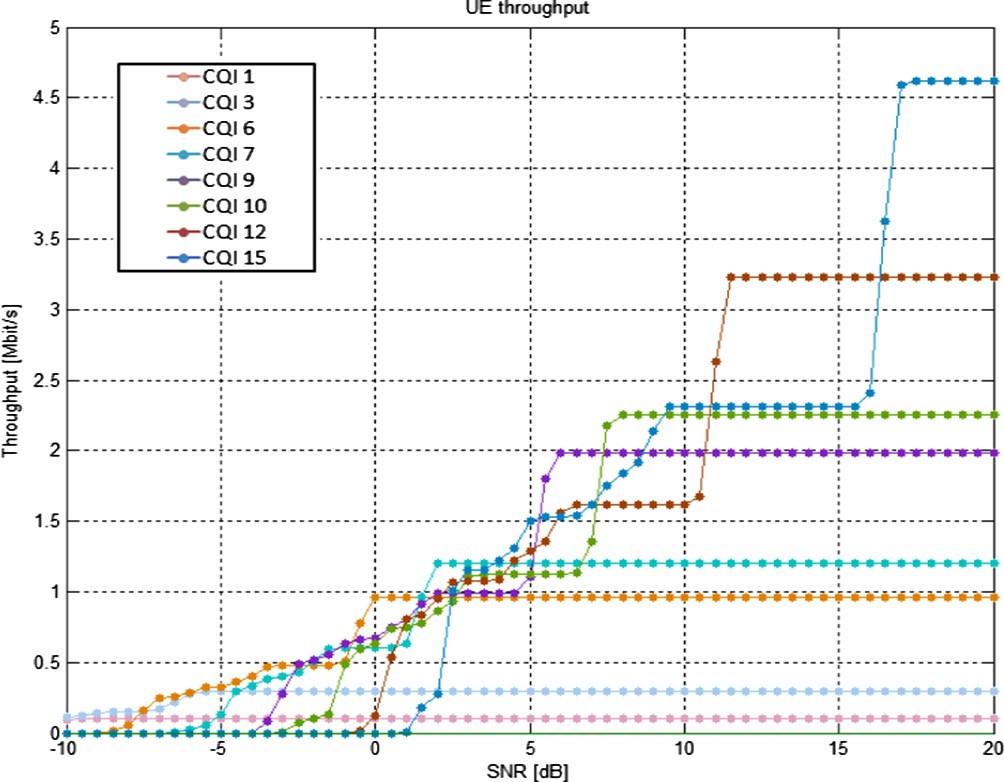 UE throughput
5
4.5
4
3.5
3
2.5
2
1.5
1
0.5
0
Throughput [Mbit/s]
CQI 1
CQI 3
CQI 6
CQI 7
CQI 9
CQI 10
CQI 12
CQI 15
-10 -5 0 5 10 15 20
SNR [dB]